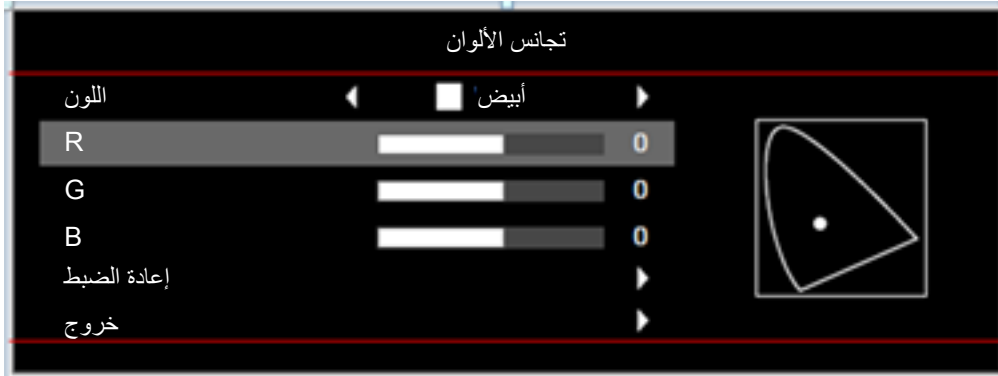 تجانس الألوان
اللون أبيض
R 0
G 0
B 0
إعادة الضبط
خروج